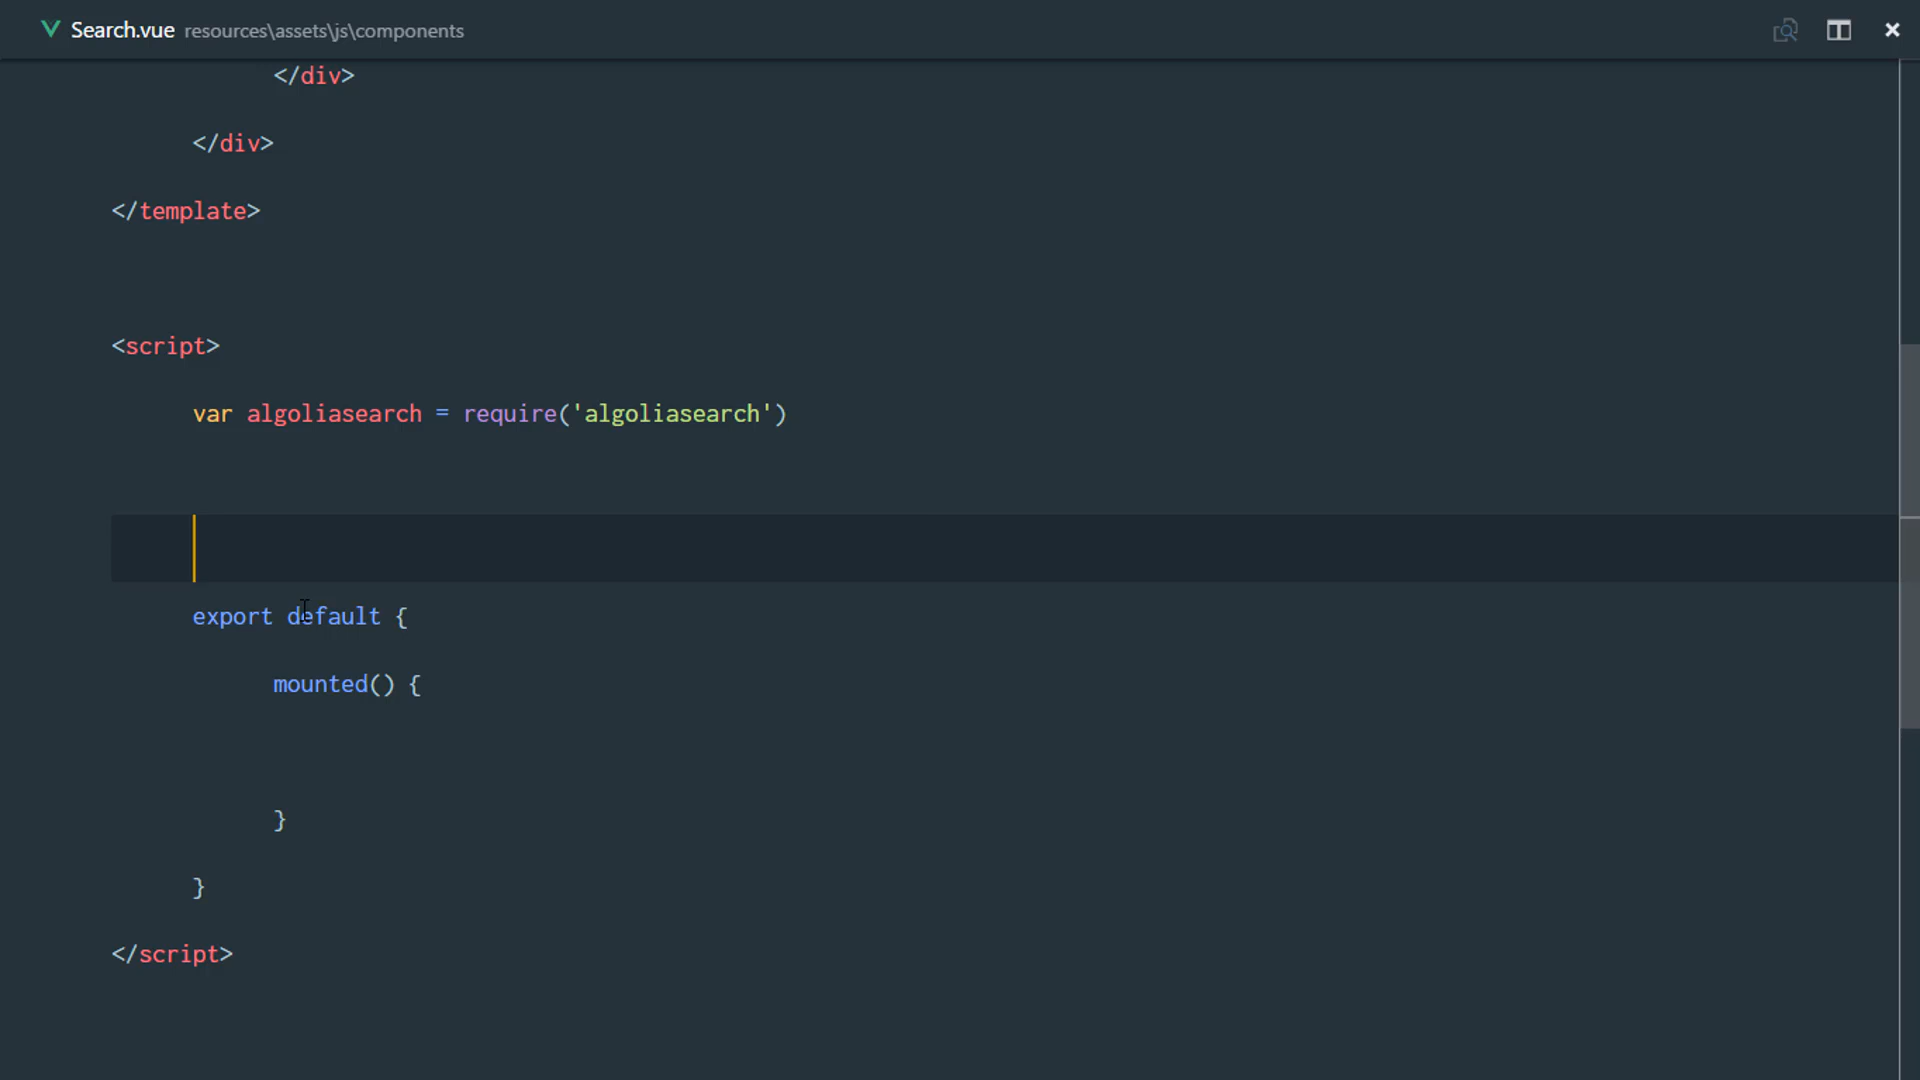 Search.vue resources\assets\js\components
</div>
</div>
</template>
<script>
var algoliasearch = require('algoliasearch')
export default {
mounted() {
}
}
</script>